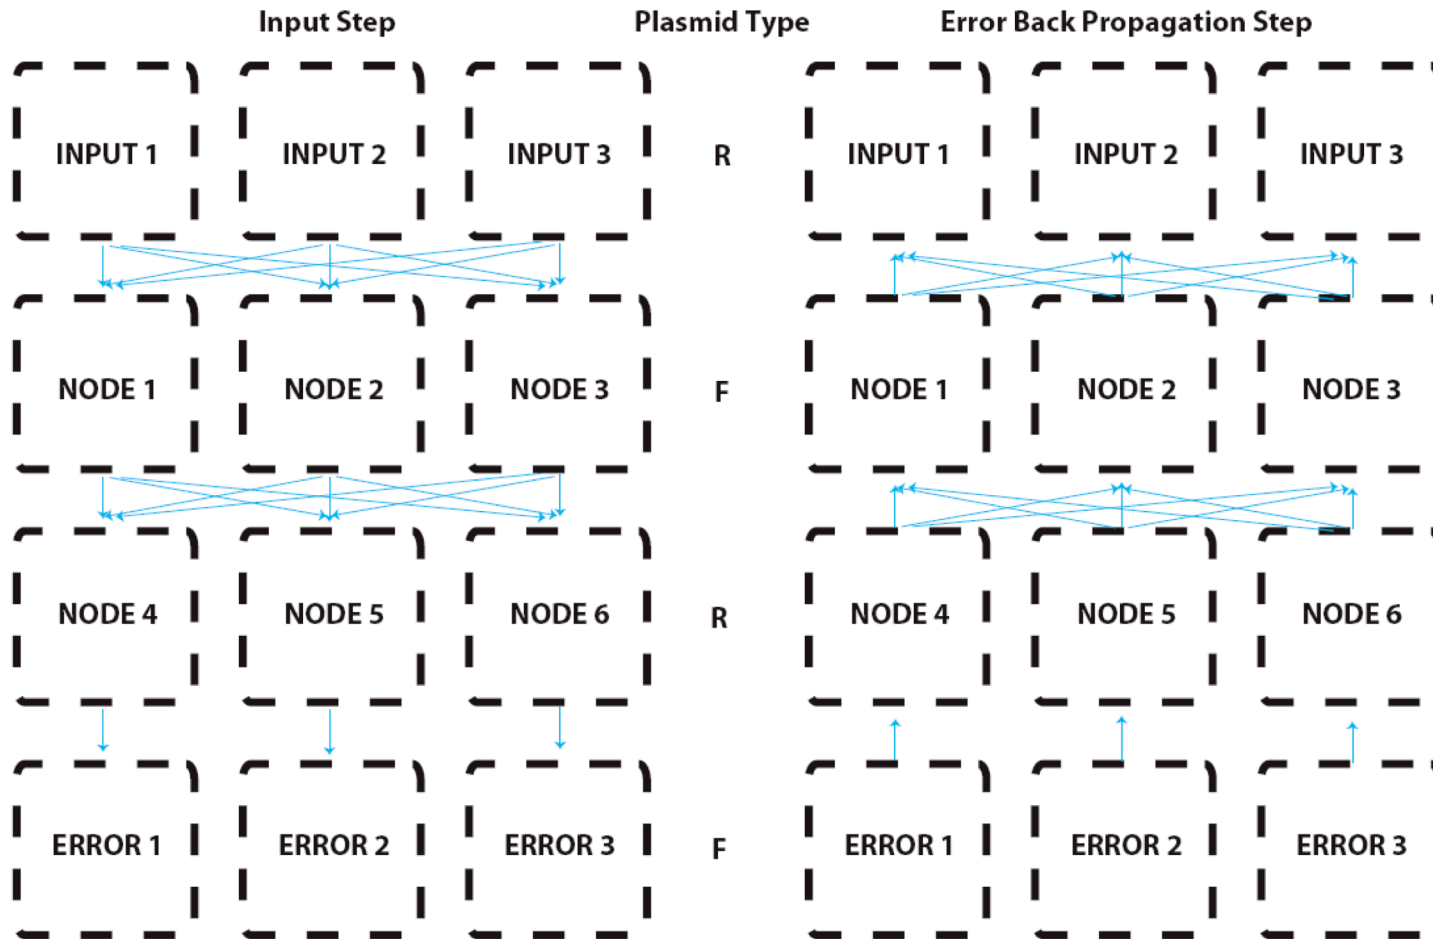 Input Step Plasmid Type Error Back Propagation Step
INPUT 1 INPUT 2 INPUT 3 R INPUT 1 INPUT 2 INPUT 3
NODE 1 NODE 2 NODE 3 F NODE 1 NODE 2 NODE 3
NODE 4 NODE 5 NODE 6 R NODE 4 NODE 5 NODE 6
ERROR 1 ERROR 2 ERROR 3 F ERROR 1 ERROR 2 ERROR 3